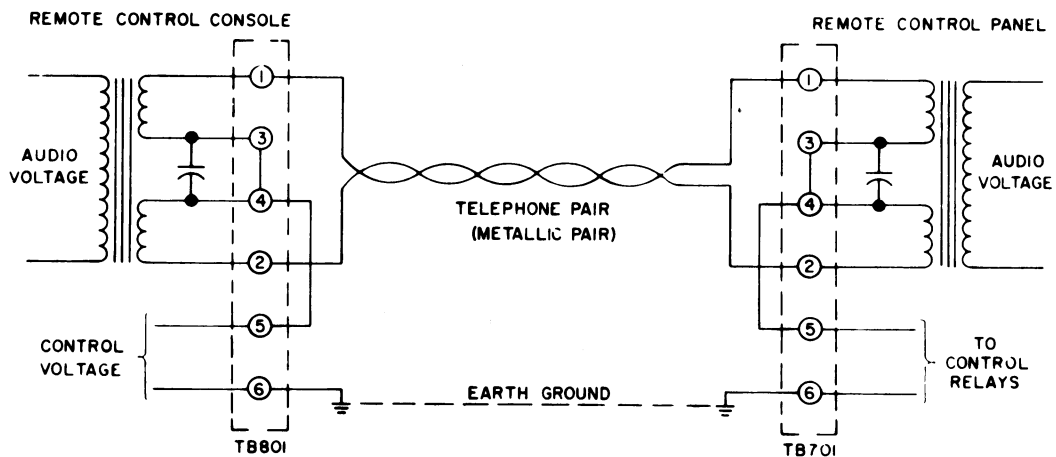 REMOTE CONTROL CONSOLE
REMOTE CONTROL PANEL
1
3
4
2
5
6
AUDIO
VOLTAGE
CONTROL
VOLTAGE
TB801
TELEPHONE PAIR
(METALLIC PAIR)
EARTH GROUND
1
3
4
2
5
6
AUDIO
VOLTAGE
TO
CONTROL
RELAYS
TB701